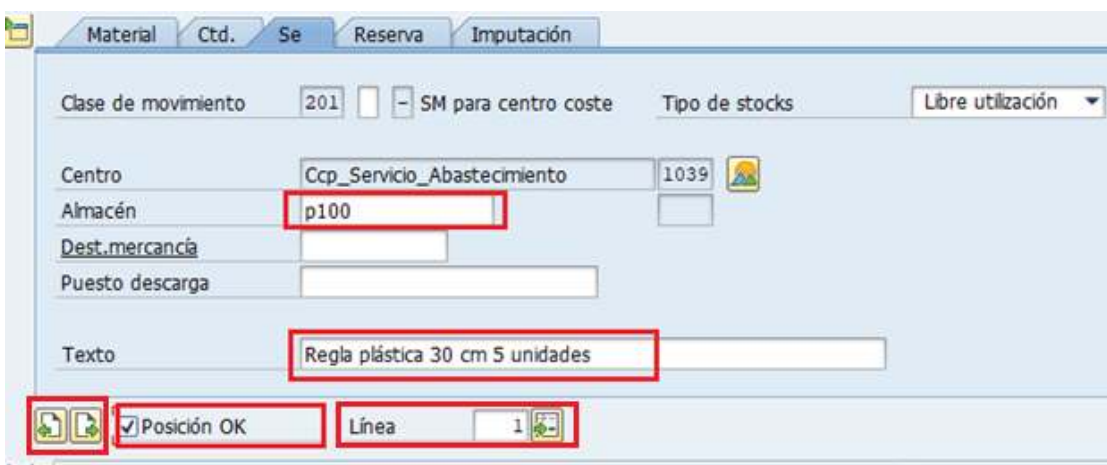 Material Ctd. Se Reserva Imputación
Clase de movimiento 201 - SM para centro coste Tipo de stocks Libre utilización
Centro Ccp_Servicio_Abastecimiento 1039
Almacén p100
Dest.mercancía
Puesto descarga
Texto Regla plástica 30 cm 5 unidades
Posición OK Línea 1